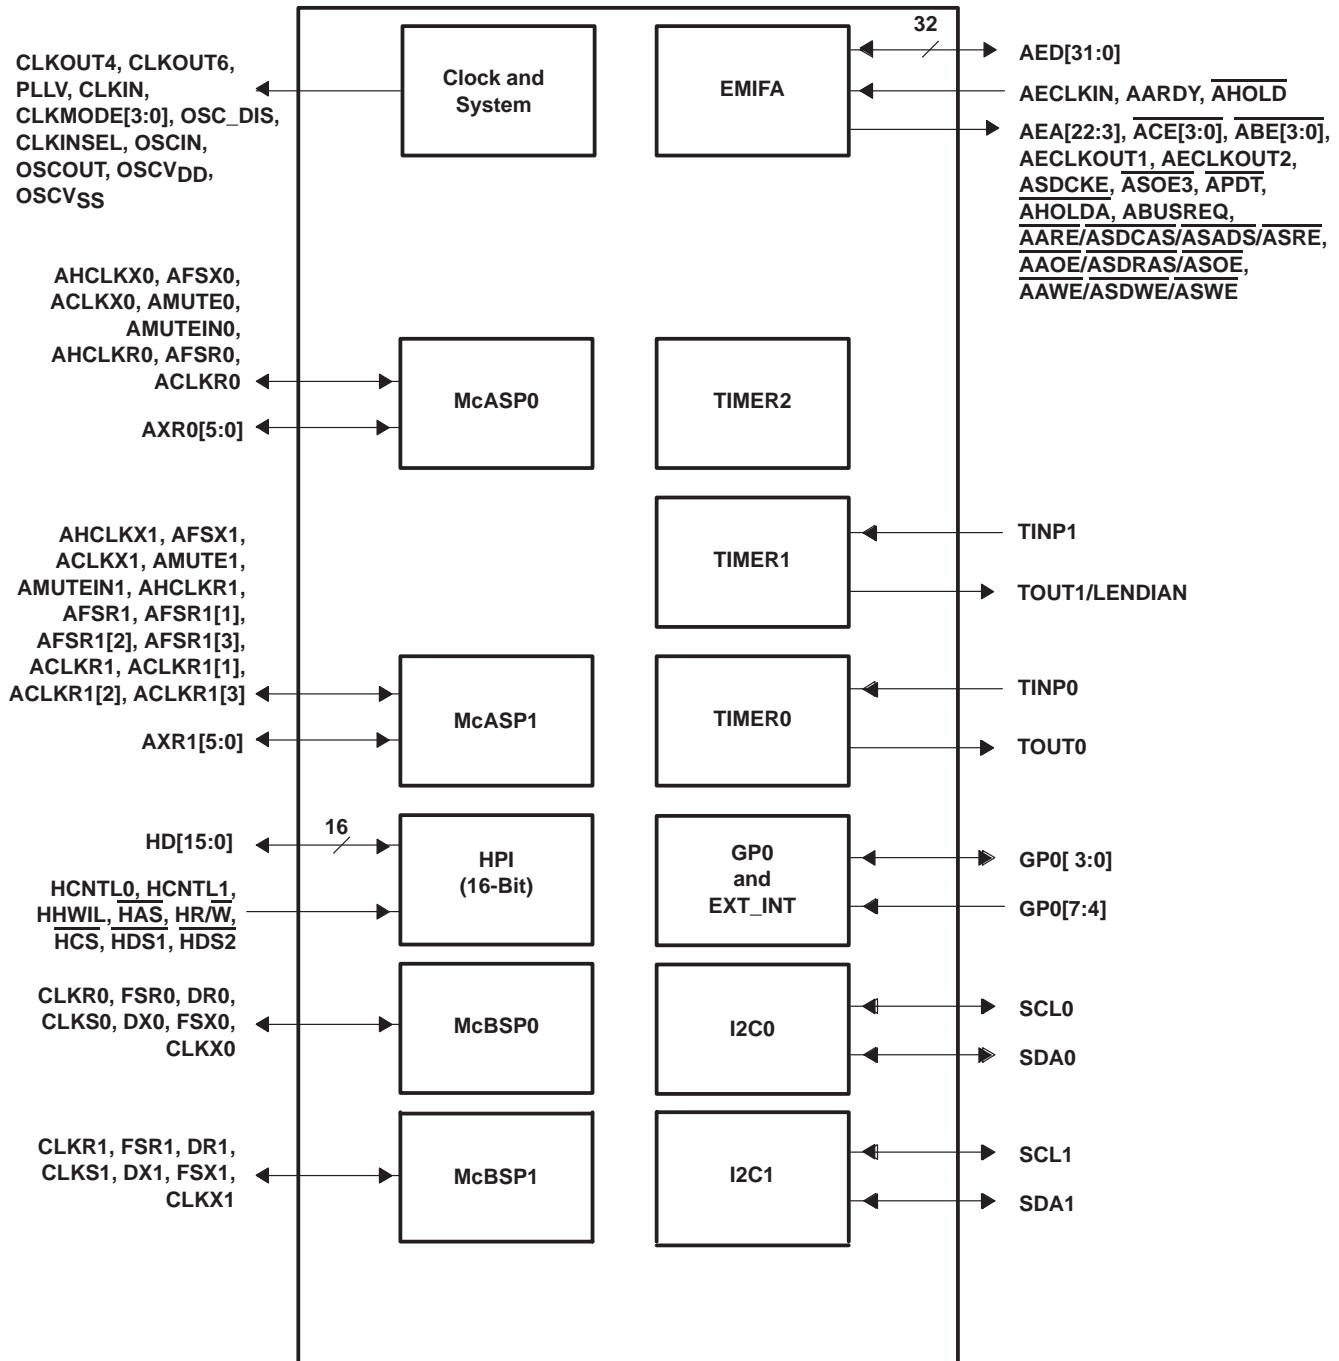 CLKOUT4, CLKOUT6,
PLLV, CLKIN,
CLKMODE[3:0], OSC_DIS,
CLKINSEL, OSCIN,
OSCOUT, OSCVDD,
OSCVSS
Clock and
System
EMIFA
32
AED[31:0]
AECLKIN, AARDY, AHOLD
AEA[22:3], ACE[3:0], ABE[3:0],
AECLKOUT1, AECLKOUT2,
ASDCKE, ASOE3, APDT,
AHOLDA, ABUSREQ,
AARE/ASDCAS/ASADS/ASRE,
AAOE/ASDRAS/ASOE,
AAWE/ASDWE/ASWE
AHCLKX0, AFSX0,
ACLKX0, AMUTE0,
AMUTEIN0,
AHCLKR0, AFSR0,
ACLKR0
AXR0[5:0]
McASP0
TIMER2
AHCLKX1, AFSX1,
ACLKX1, AMUTE1,
AMUTEIN1, AHCLKR1,
AFSR1, AFSR1[1],
AFSR1[2], AFSR1[3],
ACLKR1, ACLKR1[1],
ACLKR1[2], ACLKR1[3]
AXR1[5:0]
McASP1
TIMER1
TINP1
TOUT1/LENDIAN
TIMER0
TINP0
TOUT0
HD[15:0]
16
HCNTL0, HCNTL1,
HHWIL, HAS, HR/W,
HCS, HDS1, HDS2
HPI
(16-Bit)
GP0
and
EXT_INT
GP0[ 3:0]
GP0[7:4]
CLKR0, FSR0, DR0,
CLKS0, DX0, FSX0,
CLKX0
McBSP0
I2C0
SCL0
SDA0
CLKR1, FSR1, DR1,
CLKS1, DX1, FSX1,
CLKX1
McBSP1
I2C1
SCL1
SDA1